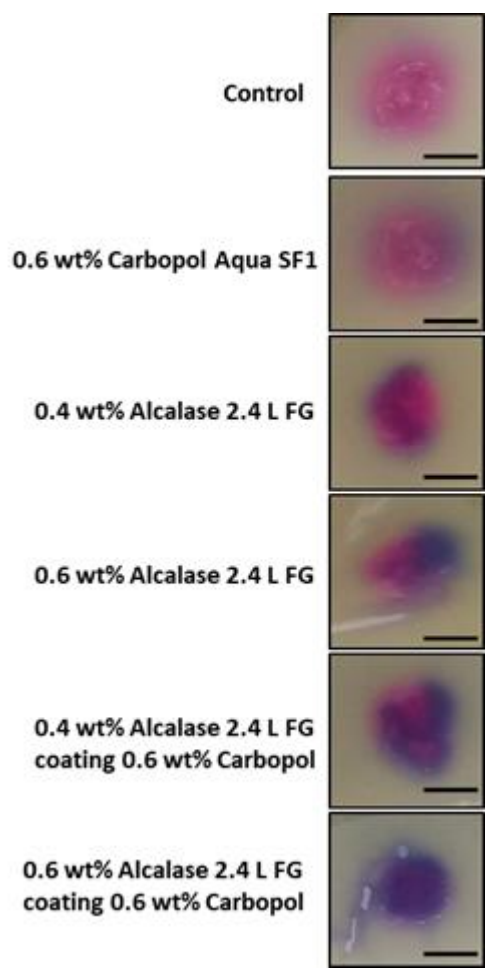 Control
0.6 wt% Carbopol Aqua SF1
0.4 wt% Alcalase 2.4 L FG
0.6 wt% Alcalase 2.4 L FG
0.4 wt% Alcalase 2.4 L FG
coating 0.6 wt% Carbopol
0.6 wt% Alcalase 2.4 L FG
coating 0.6 wt% Carbopol